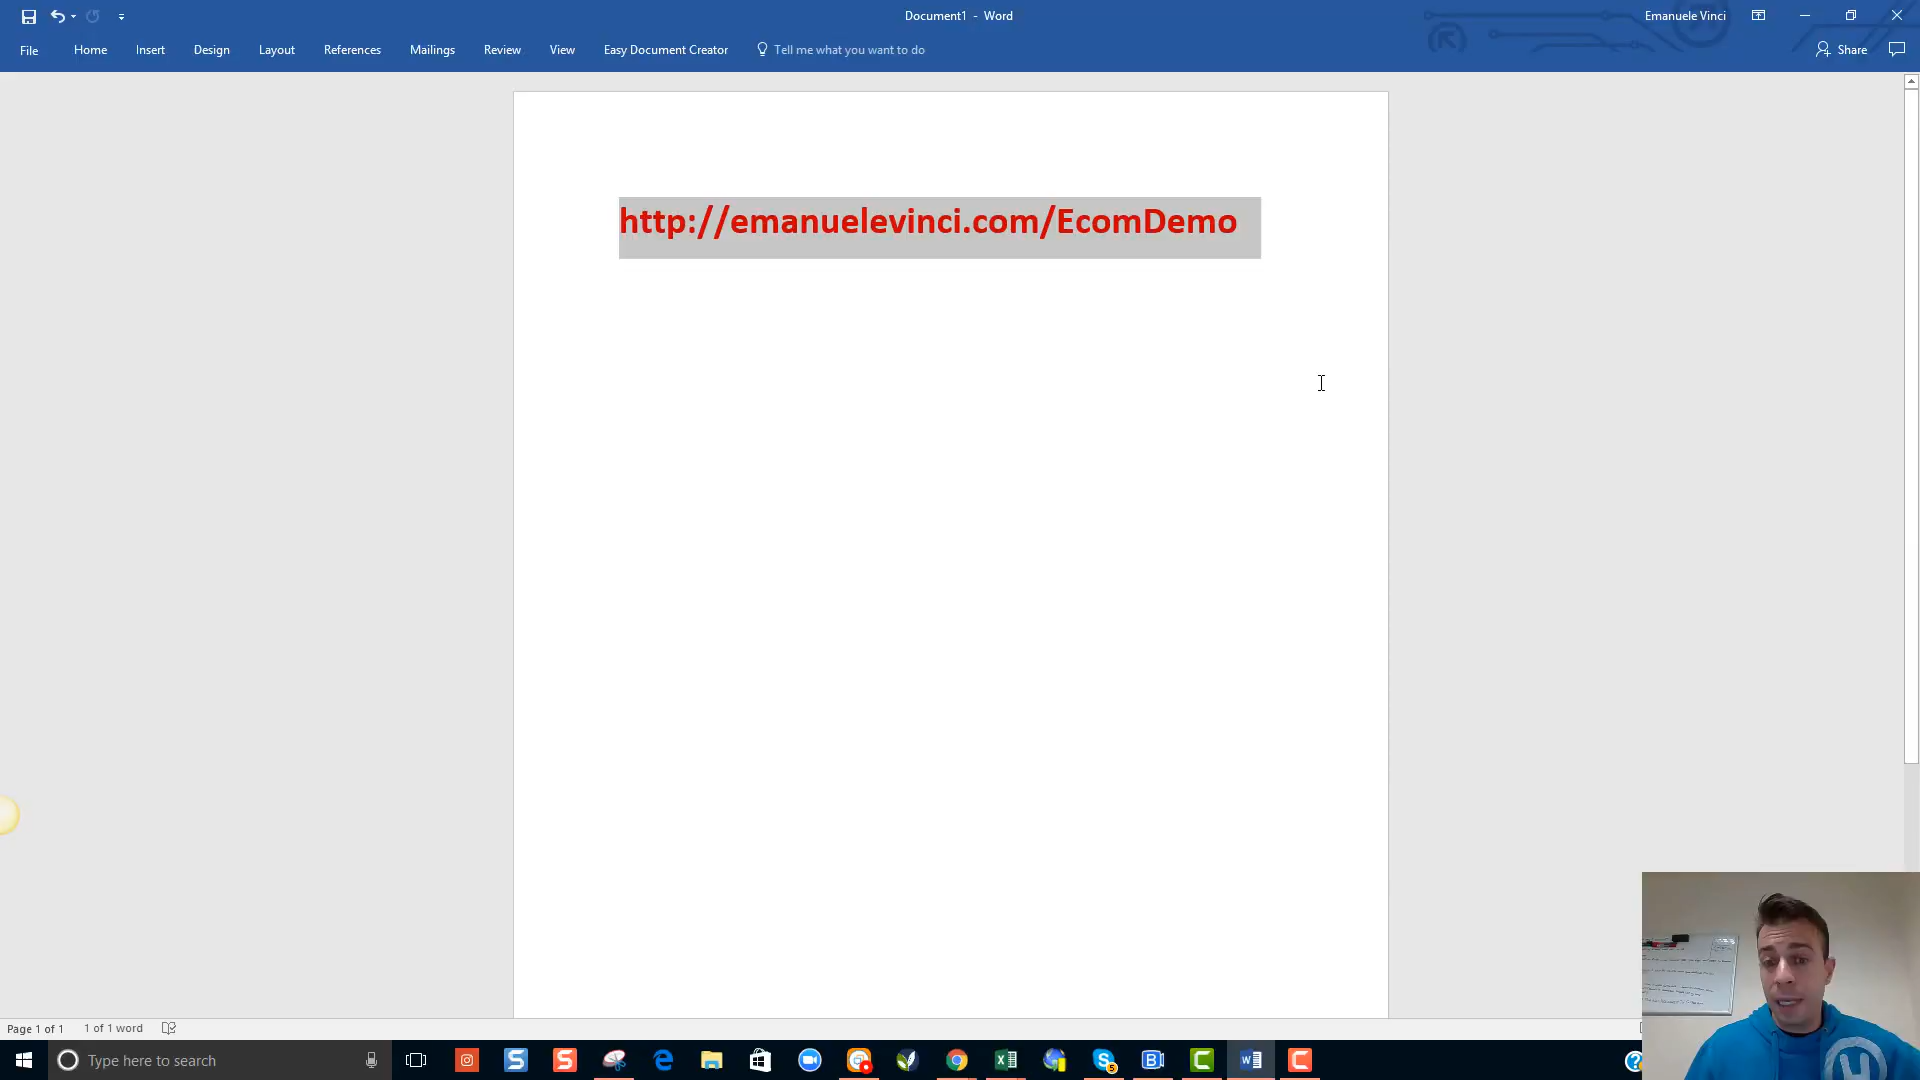 Document1 - Word
Emanuele Vinci
File Home Insert Design Layout References Mailings Review View Easy Document Creator Tell me what you want to do Share
http://emanuelevinci.com/EcomDemo
Page 1 of 1 1 of 1 word
Type here to search